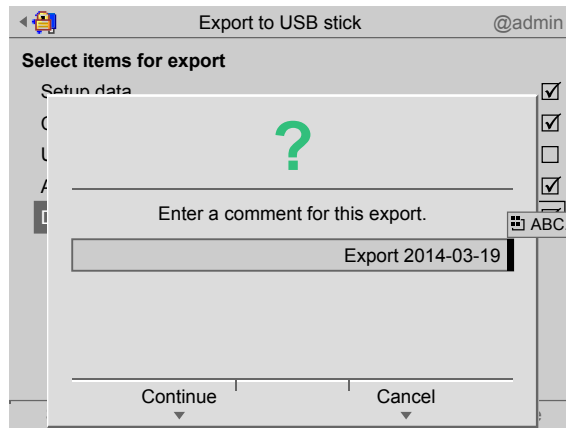 Export to USB stick @admin
Select items for export
Setup data
?
Enter a comment for this export.
ABC
Export 2014-03-19
Continue Cancel